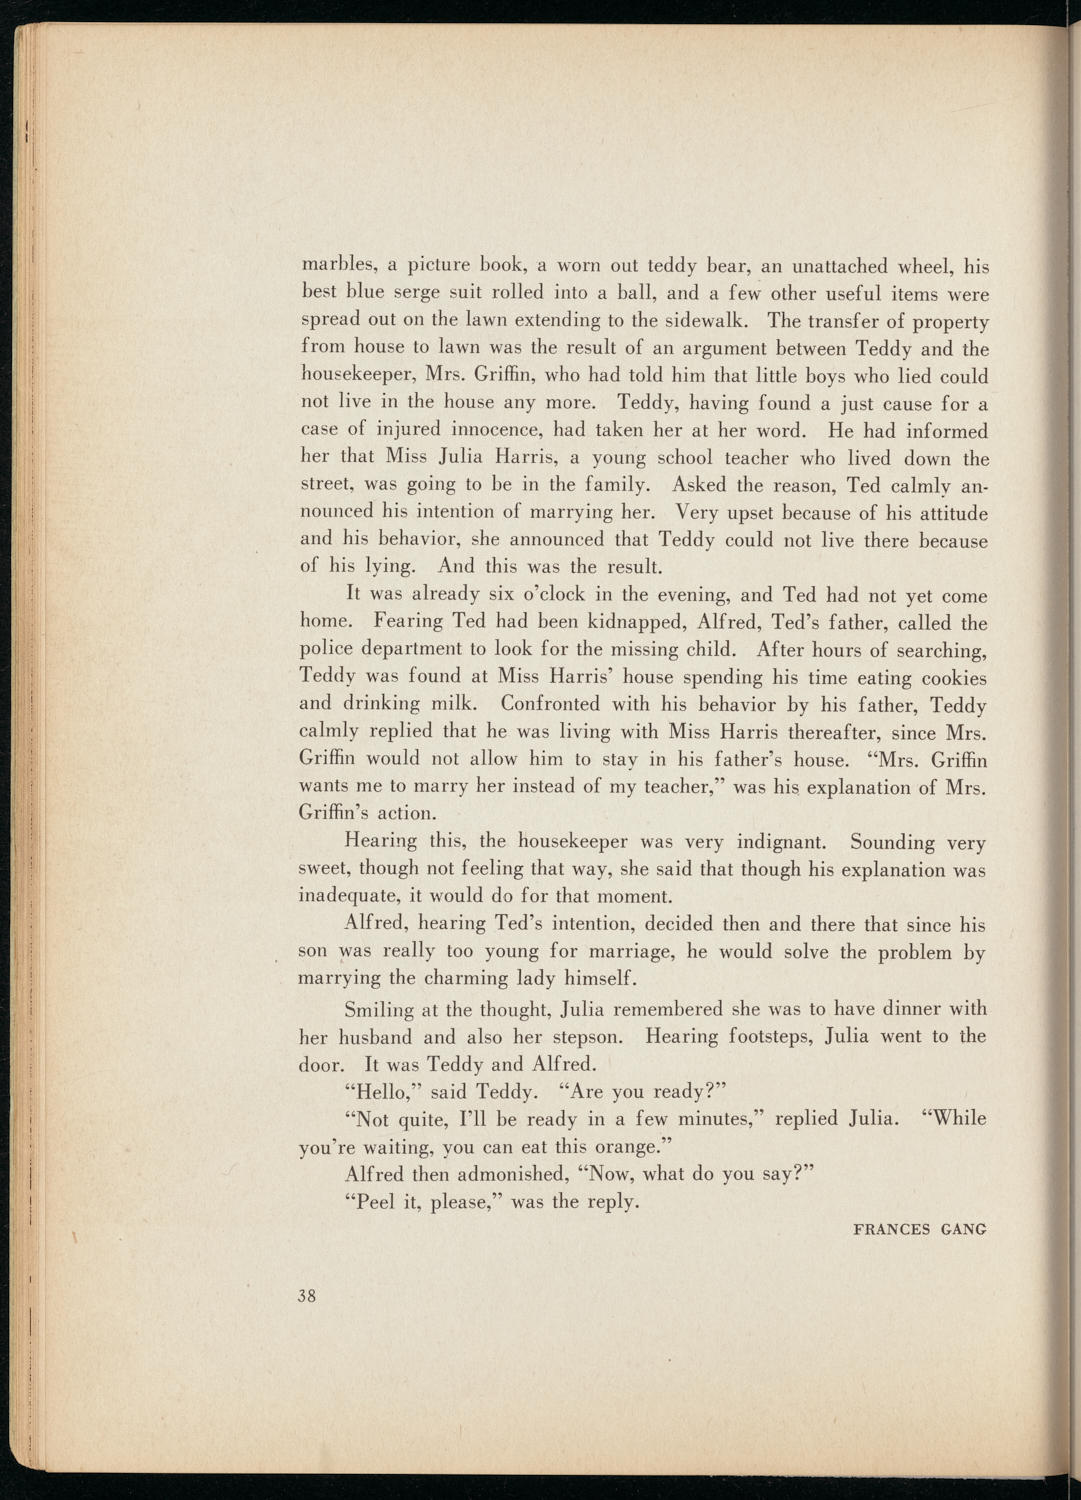 marbles, a picture book, a worn out teddy bear, an unattached wheel, his
best blue serge suit rolled into a ball, and a few other useful items were
spread out on the lawn extending to the sidewalk. The transfer of property
from house to lawn was the result of an argument between Teddy and the
housekeeper, Mrs. Griffin, who had told him that little boys who lied could
not live in the house any more. Teddy, having found a just cause for a
case of injured innocence, had taken her at her word. He had informed
her that Miss Julia Harris, a young school teacher who lived down the
street, was going to be in the family. Asked the reason, Ted calmly an-
nounced his intention of marrying her. Very upset because of his attitude
and his behavior, she announced that Teddy could not live there because
of his lying. And this was the result.
It was already six o’clock in the evening, and Ted had not yet come
home. Fearing Ted had been kidnapped, Alfred, Ted’s father, called the
police department to look for the missing child. After hours of searching,
Teddy was found at Miss Harris’ house spending his time eating cookies
and drinking milk. Confronted with his behavior by his father, Teddy
calmly replied that he was living with Miss Harris thereafter, since Mrs.
Griffin would not allow him to stay in his father’s house. “Mrs. Griffin
wants me to marry her instead of my teacher,” was his explanation of Mrs.
Griffin’s action.
Hearing this, the housekeeper was very indignant. Sounding very
sweet, though not feeling that way, she said that though his explanation was
inadequate, it would do for that moment.
Alfred, hearing Ted’s intention, decided then and there that since his
son was really too young for marriage, he would solve the problem by
marrying the charming lady himself.
Smiling at the thought, Julia remembered she was to have dinner with
her husband and also her stepson. Hearing footsteps, Julia went to the
door. It was Teddy and Alfred.
“Hello,” said Teddy. “Are you ready?”
“Not quite, I’ll be ready in a few minutes,” replied Julia. “While
you’re waiting, you can eat this orange.”
Alfred then admonished, “Now, what do you say?”
“Peel it, please,” was the reply.
FRANCES GANG
38